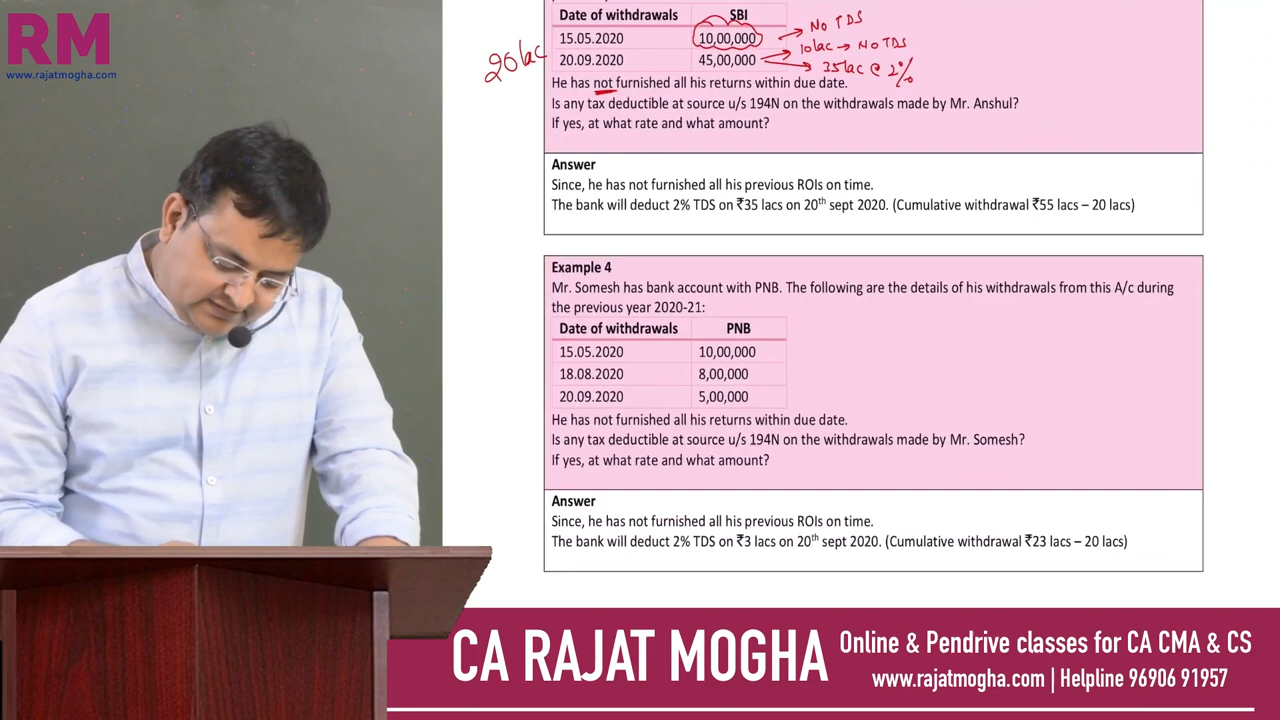 RM
www.rajatmogha.com
Date of withdrawals SBI
15.05.2020 10,00,000 → No TDS
20 lac 20.09.2020 45,00,000 → 10 lac → No TDS
→ 35 lac @ 2%
He has not furnished all his returns within due date.
Is any tax deductible at source u/s 194N on the withdrawals made by Mr. Anshul?
If yes, at what rate and what amount?
Answer
Since, he has not furnished all his previous ROIs on time.
The bank will deduct 2% TDS on ₹35 lacs on 20th sept 2020. (Cumulative withdrawal ₹55 lacs – 20 lacs)
Example 4
Mr. Somesh has bank account with PNB. The following are the details of his withdrawals from this A/c during
the previous year 2020-21:
Date of withdrawals PNB
15.05.2020 10,00,000
18.08.2020 8,00,000
20.09.2020 5,00,000
He has not furnished all his returns within due date.
Is any tax deductible at source u/s 194N on the withdrawals made by Mr. Somesh?
If yes, at what rate and what amount?
Answer
Since, he has not furnished all his previous ROIs on time.
The bank will deduct 2% TDS on ₹3 lacs on 20th sept 2020. (Cumulative withdrawal ₹23 lacs – 20 lacs)
CA RAJAT MOGHA
Online & Pendrive classes for CA CMA & CS
www.rajatmogha.com | Helpline 96906 91957